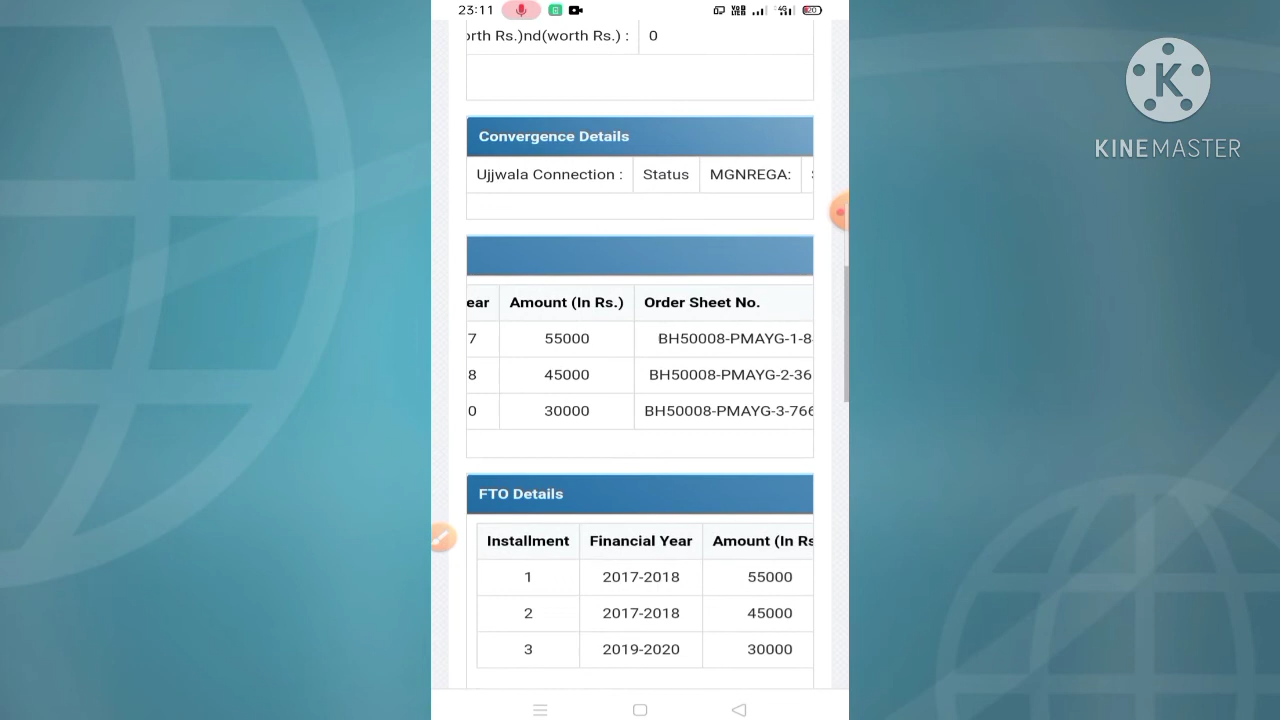 23:11
VoLTE
4G
20
orth Rs.)nd(worth Rs.) : 0
K
KINEMASTER
Convergence Details
Ujjwala Connection : Status MGNREGA:
ear Amount (In Rs.) Order Sheet No.
7 55000 BH50008-PMAYG-1-8
8 45000 BH50008-PMAYG-2-36
0 30000 BH50008-PMAYG-3-766
FTO Details
Installment Financial Year Amount (In Rs
1 2017-2018 55000
2 2017-2018 45000
3 2019-2020 30000